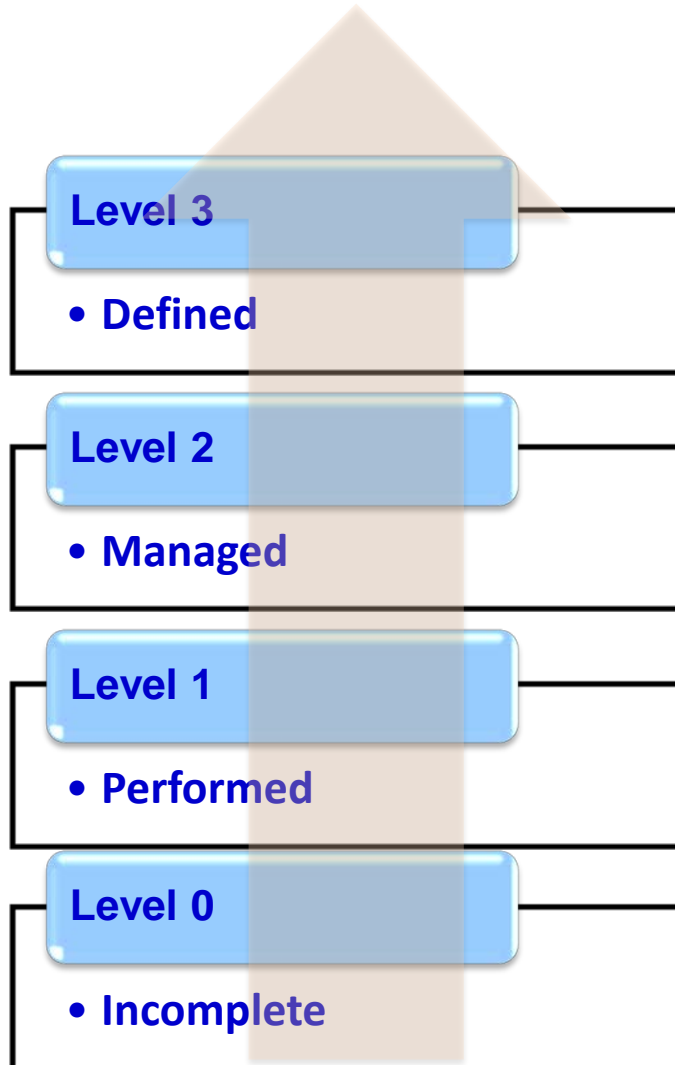 Level 3
• Defined
Level 2
• Managed
Level 1
• Performed
Level 0
• Incomplete